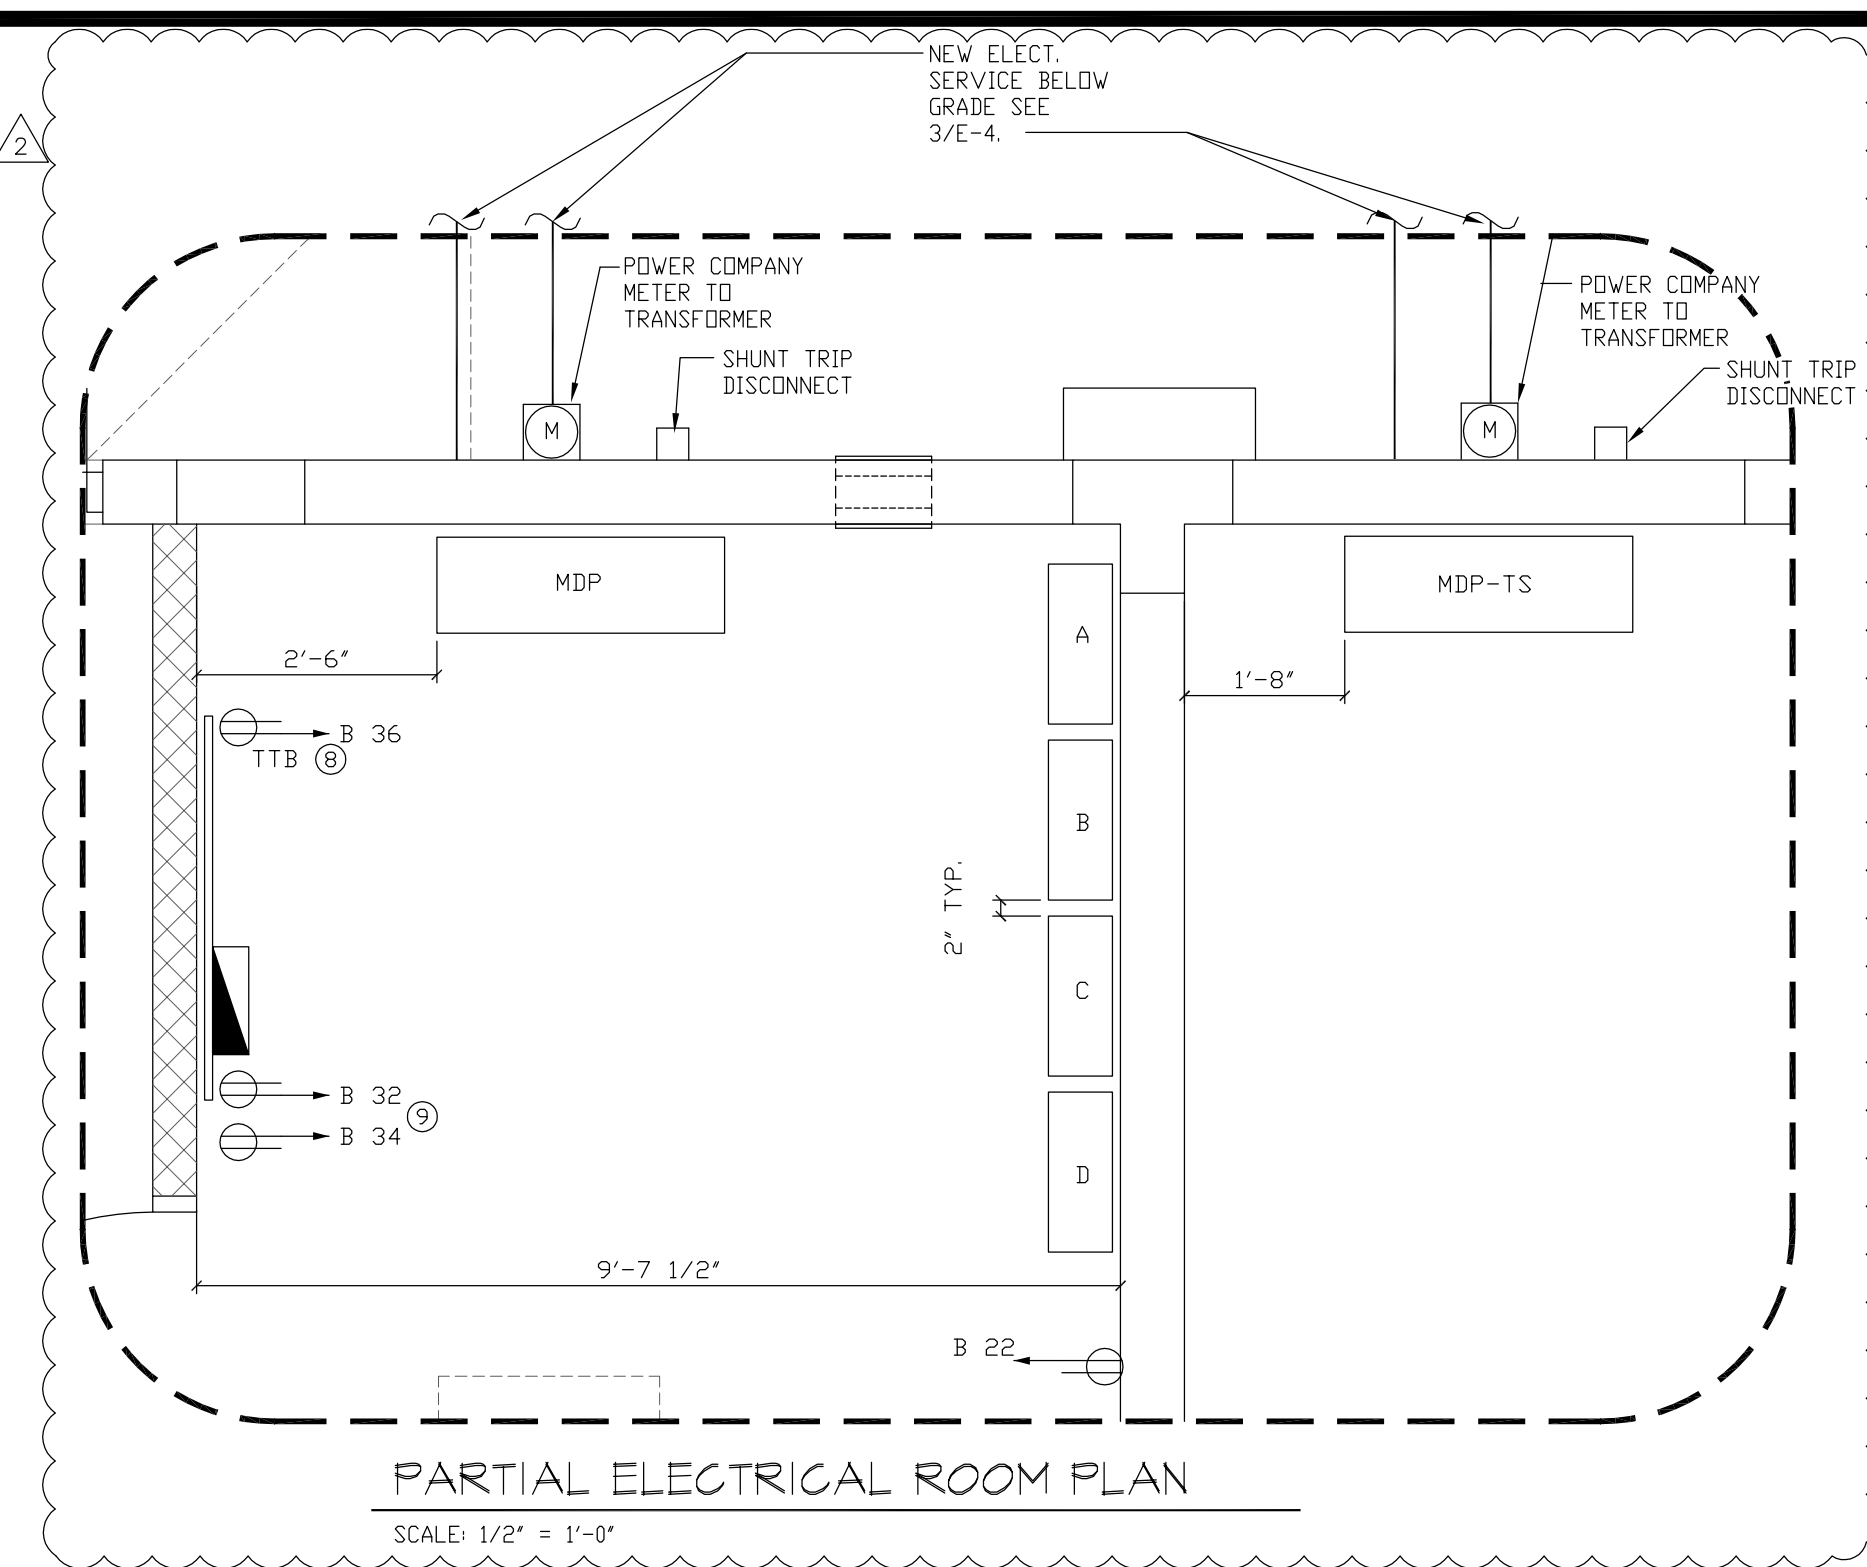 NEW ELECT.
SERVICE BELOW
GRADE SEE
3/E-4.
2
POWER COMPANY
METER TO
TRANSFORMER
SHUNT TRIP
DISCONNECT
POWER COMPANY
METER TO
TRANSFORMER
SHUNT TRIP
DISCONNECT
M
M
MDP
MDP-TS
A
2'-6"
1'-8"
B 36
TTB 8
B
2" TYP.
C
B 32
9
B 34
D
9'-7 1/2"
B 22
PARTIAL ELECTRICAL ROOM PLAN
SCALE: 1/2" = 1'-0"